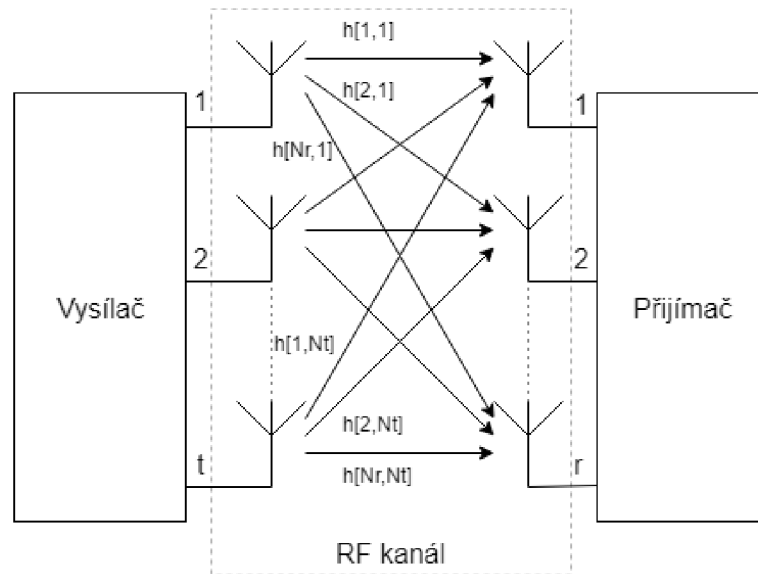 h[1,1]
1
h[2,1]
1
h[Nr,1]
2
2
Vysílač
Přijímač
h[1,Nt]
h[2,Nt]
t
r
h[Nr,Nt]
RF kanál